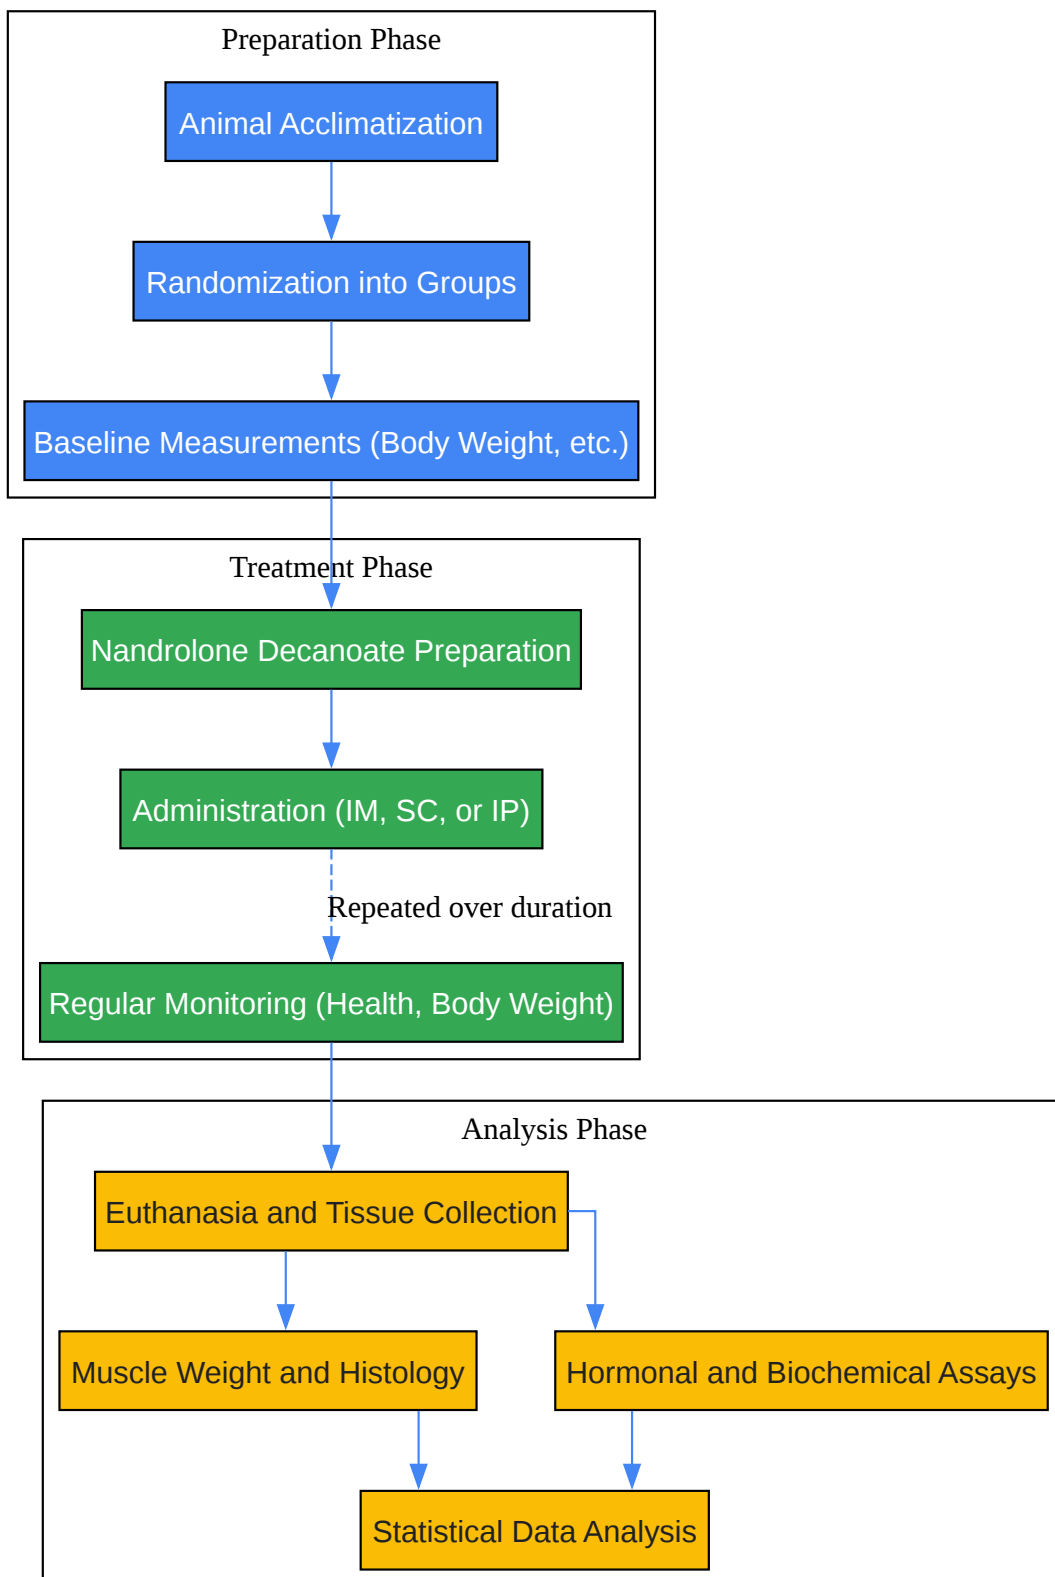 Preparation Phase
Animal Acclimatization
Randomization into Groups
Baseline Measurements (Body Weight, etc.)
Treatment Phase
Nandrolone Decanoate Preparation
Administration (IM, SC, or IP)
Repeated over duration
Regular Monitoring (Health, Body Weight)
Analysis Phase
Euthanasia and Tissue Collection
Muscle Weight and Histology
Hormonal and Biochemical Assays
Statistical Data Analysis